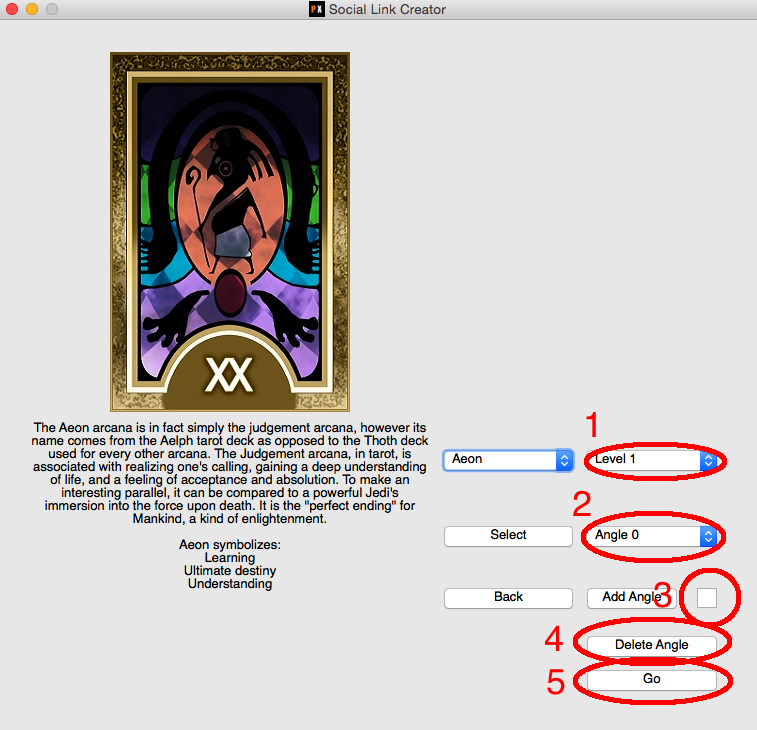 PX Social Link Creator
XX
The Aeon arcana is in fact simply the judgement arcana, however its
name comes from the Aelph tarot deck as opposed to the Thoth deck
used for every other arcana. The Judgement arcana, in tarot, is
associated with realizing one's calling, gaining a deep understanding
of life, and a feeling of acceptance and absolution. To make an
interesting parallel, it can be compared to a powerful Jedi's
immersion into the force upon death. It is the "perfect ending" for
Mankind, a kind of enlightenment.
Aeon symbolizes:
Learning
Ultimate destiny
Understanding
1
Aeon
Level 1
2
Select
Angle 0
Back
Add Angle
3
4
Delete Angle
5
Go